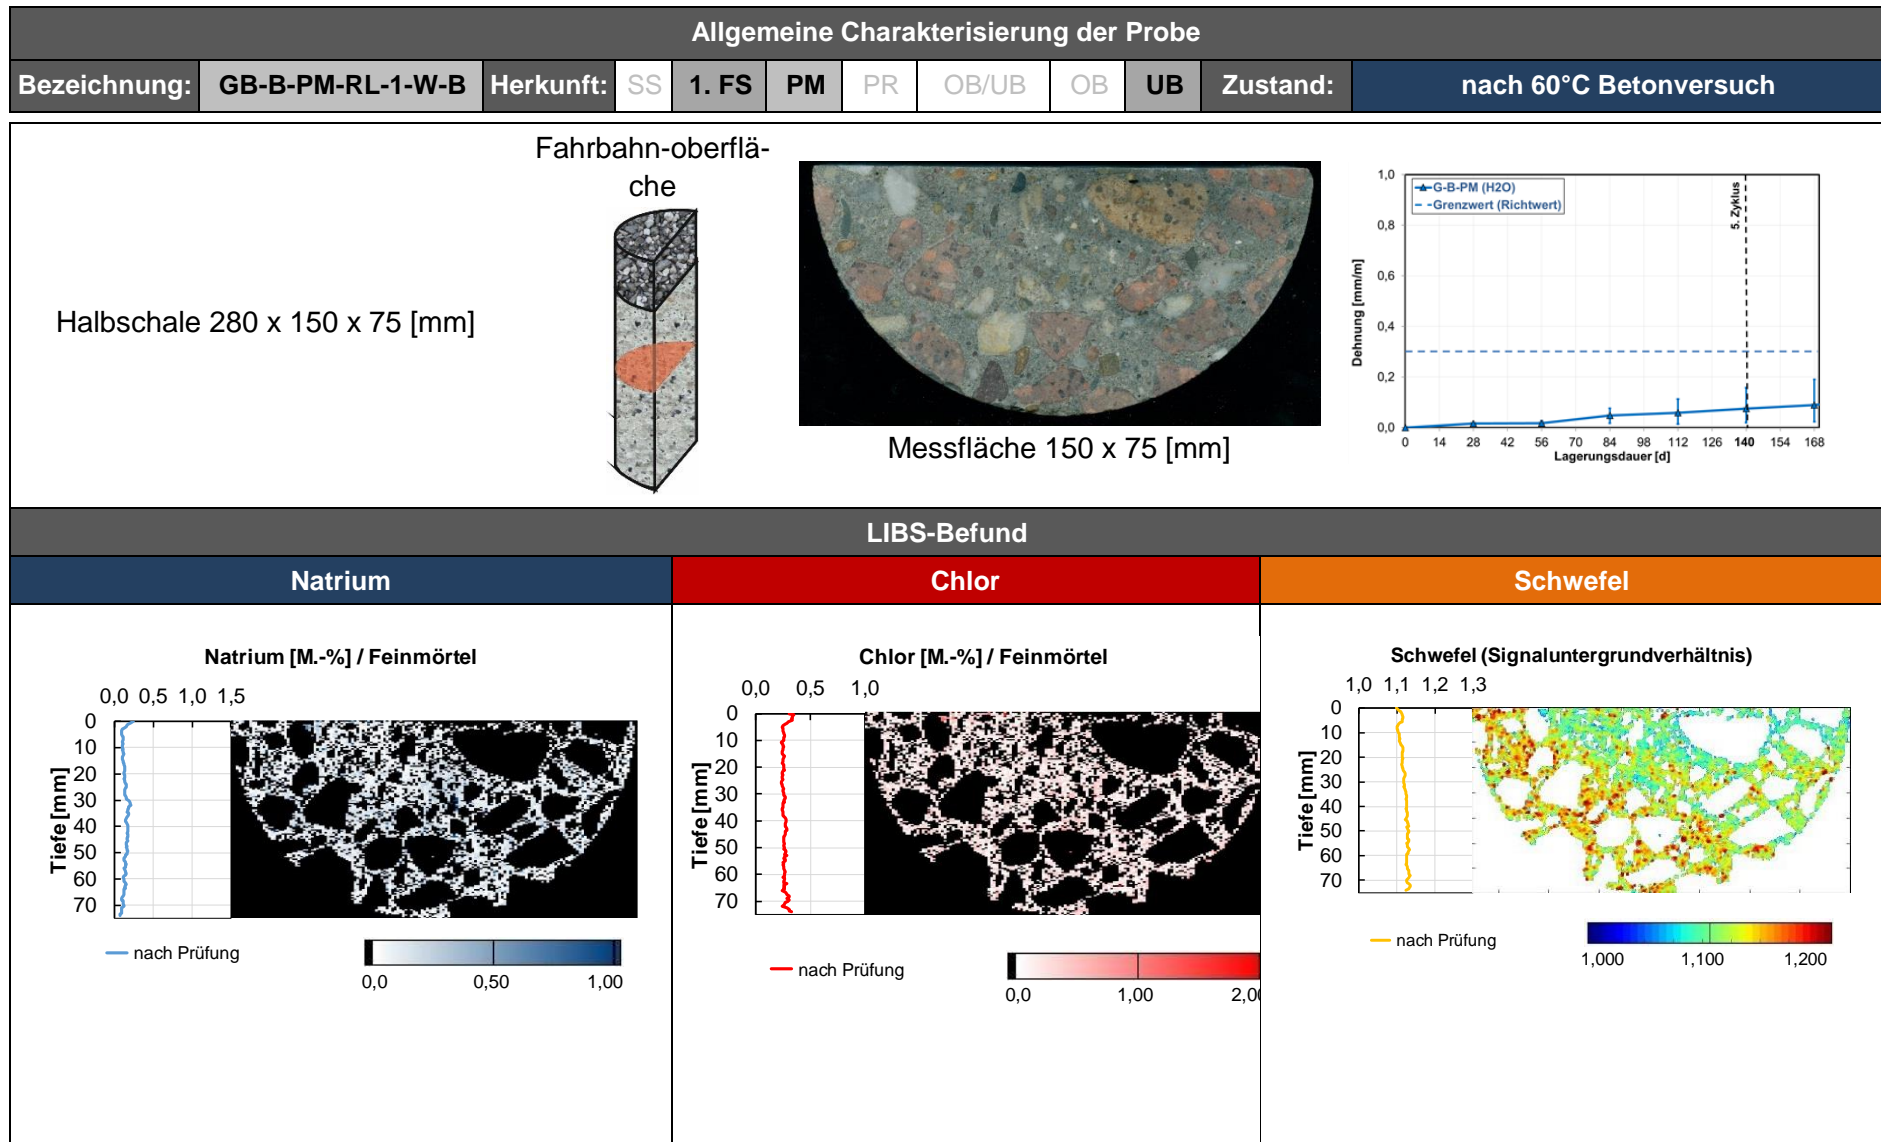 Allgemeine Charakterisierung der Probe
Bezeichnung: GB-B-PM-RL-1-W-B Herkunft: SS 1. FS PM PR OB/UB OB UB Zustand: nach 60°C Betonversuch
Halbschale 280 x 150 x 75 [mm]
Fahrbahn-oberflä-
che
Messfläche 150 x 75 [mm]
G-B-PM (H2O)
Grenzwert (Richtwert)
5. Zyklus
Dehnung [mm/m]
1,0
0,8
0,6
0,4
0,2
0,0
0 14 28 42 56 70 84 98 112 126 140 154 168
Lagerungsdauer [d]
LIBS-Befund
Natrium Chlor Schwefel
Natrium [M.-%] / Feinmörtel
0,0 0,5 1,0 1,5
Tiefe [mm]
0
10
20
30
40
50
60
70
nach Prüfung
0,0 0,50 1,00
Chlor [M.-%] / Feinmörtel
0,0 0,5 1,0
Tiefe [mm]
0
10
20
30
40
50
60
70
nach Prüfung
0,0 1,00 2,00
Schwefel (Signaluntergrundverhältnis)
1,0 1,1 1,2 1,3
Tiefe [mm]
0
10
20
30
40
50
60
70
nach Prüfung
1,000 1,100 1,200